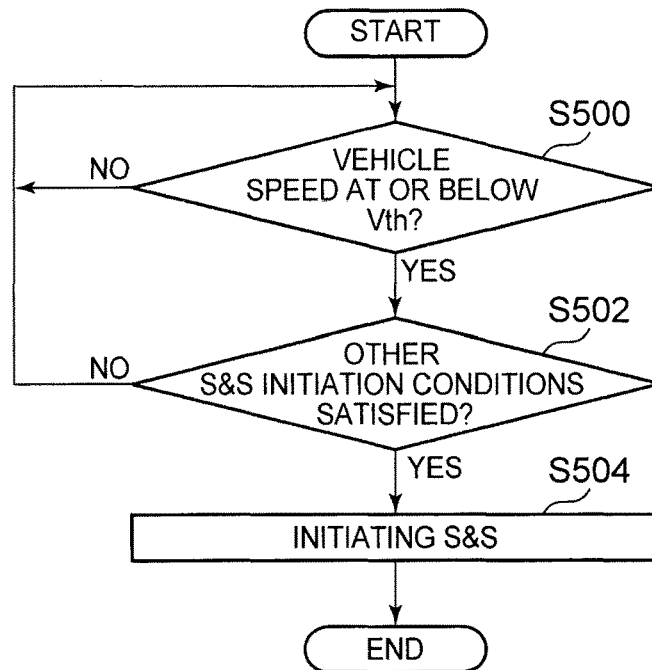 START
S500
VEHICLE
NO
SPEED AT OR BELOW
Vth?
YES
S502
OTHER
NO
S&S INITIATION CONDITIONS
SATISFIED?
YES
S504
INITIATING S&S
END